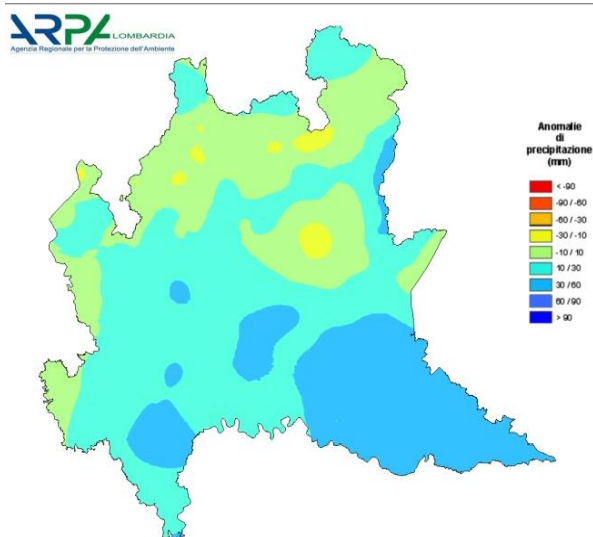 ARPA LOMBARDIA
Agenzia Regionale per la Protezione dell'Ambiente
Anomalie
di
precipitazione
(mm)
< -90
-90 / -60
-60 / -30
-30 / -10
-10 / 10
10 / 30
30 / 60
60 / 90
> 90